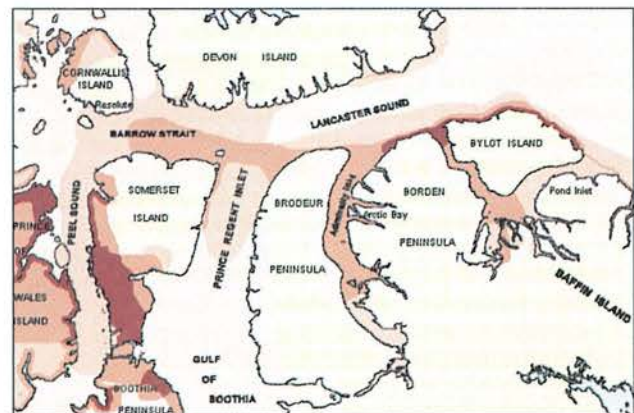 DEVON ISLAND
CORNWALLIS
ISLAND
Resolute
LANCASTER SOUND
BARROW STRAIT
BYLOT ISLAND
SOMERSET
ISLAND
PEEL SOUND
PRINCE REGENT INLET
BRODEUR
PENINSULA
Admiralty Inlet
BORDEN
Arctic Bay
PENINSULA
Pond Inlet
PRINCE
OF
WALES
ISLAND
BAFFIN ISLAND
GULF
OF
BOOTHIA
BOOTHIA
PENINSULA